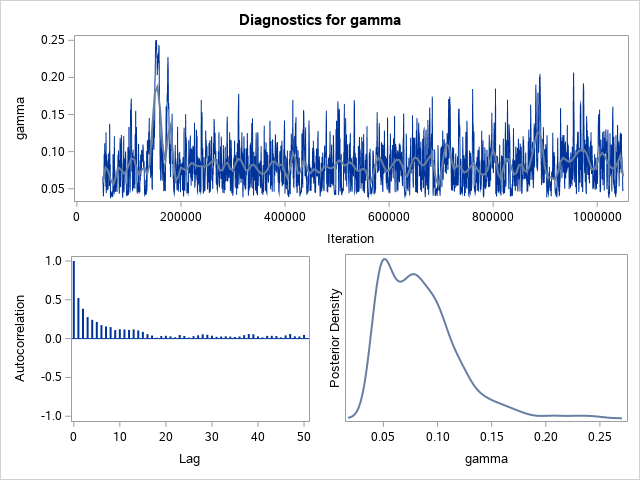 Diagnostics for gamma
0.25
0.20
0.15
0.10
0.05
gamma
0 200000 400000 600000 800000 1000000
Iteration
1.0
0.5
0.0
-0.5
-1.0
Autocorrelation
0 10 20 30 40 50
Lag
Posterior Density
0.05 0.10 0.15 0.20 0.25
gamma